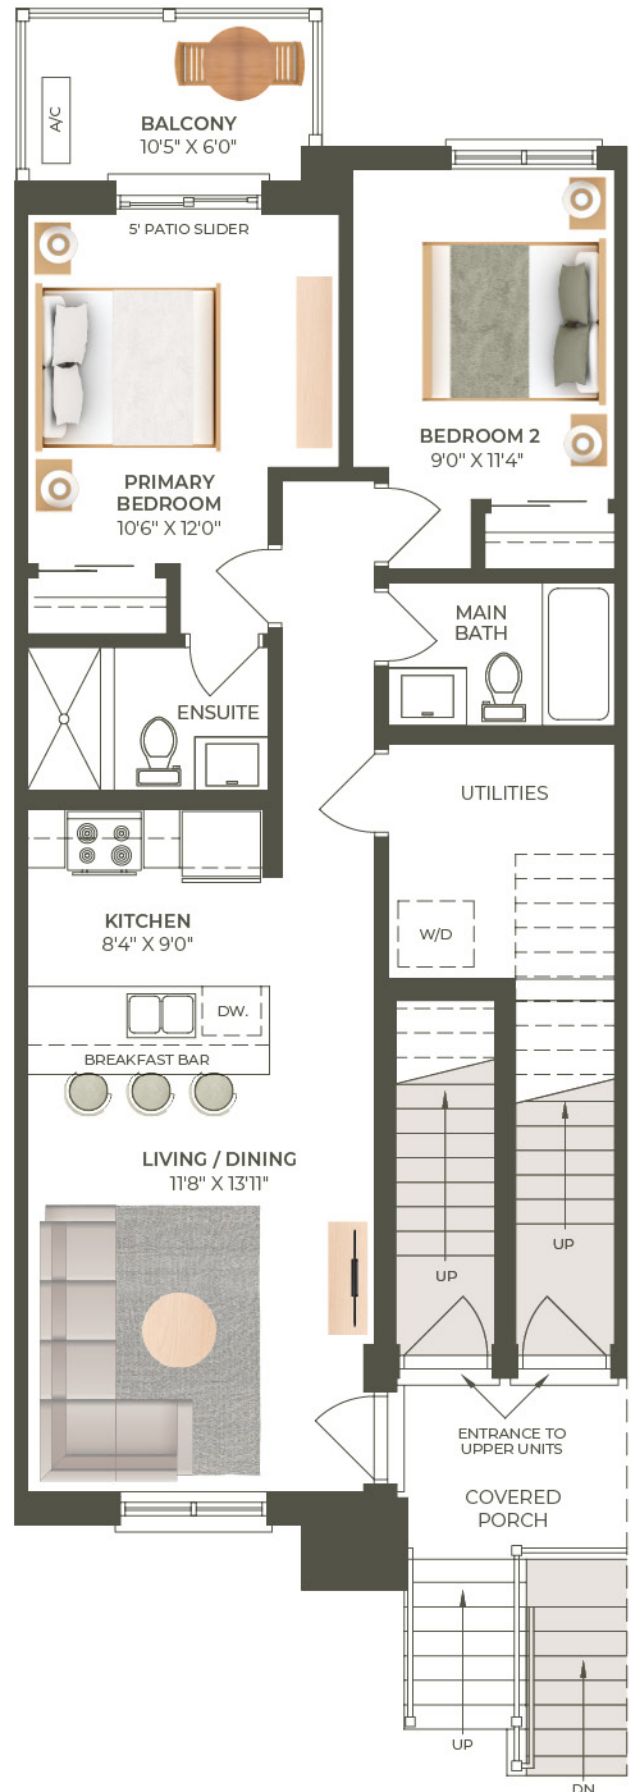 A/C
BALCONY
10'5" X 6'0"
5' PATIO SLIDER
BEDROOM 2
9'0" X 11'4"
PRIMARY
BEDROOM
10'6" X 12'0"
MAIN
BATH
ENSUITE
UTILITIES
KITCHEN
8'4" X 9'0"
W/D
DW.
BREAKFAST BAR
LIVING / DINING
11'8" X 13'11"
UP
UP
ENTRANCE TO
UPPER UNITS
COVERED
PORCH
UP
DN